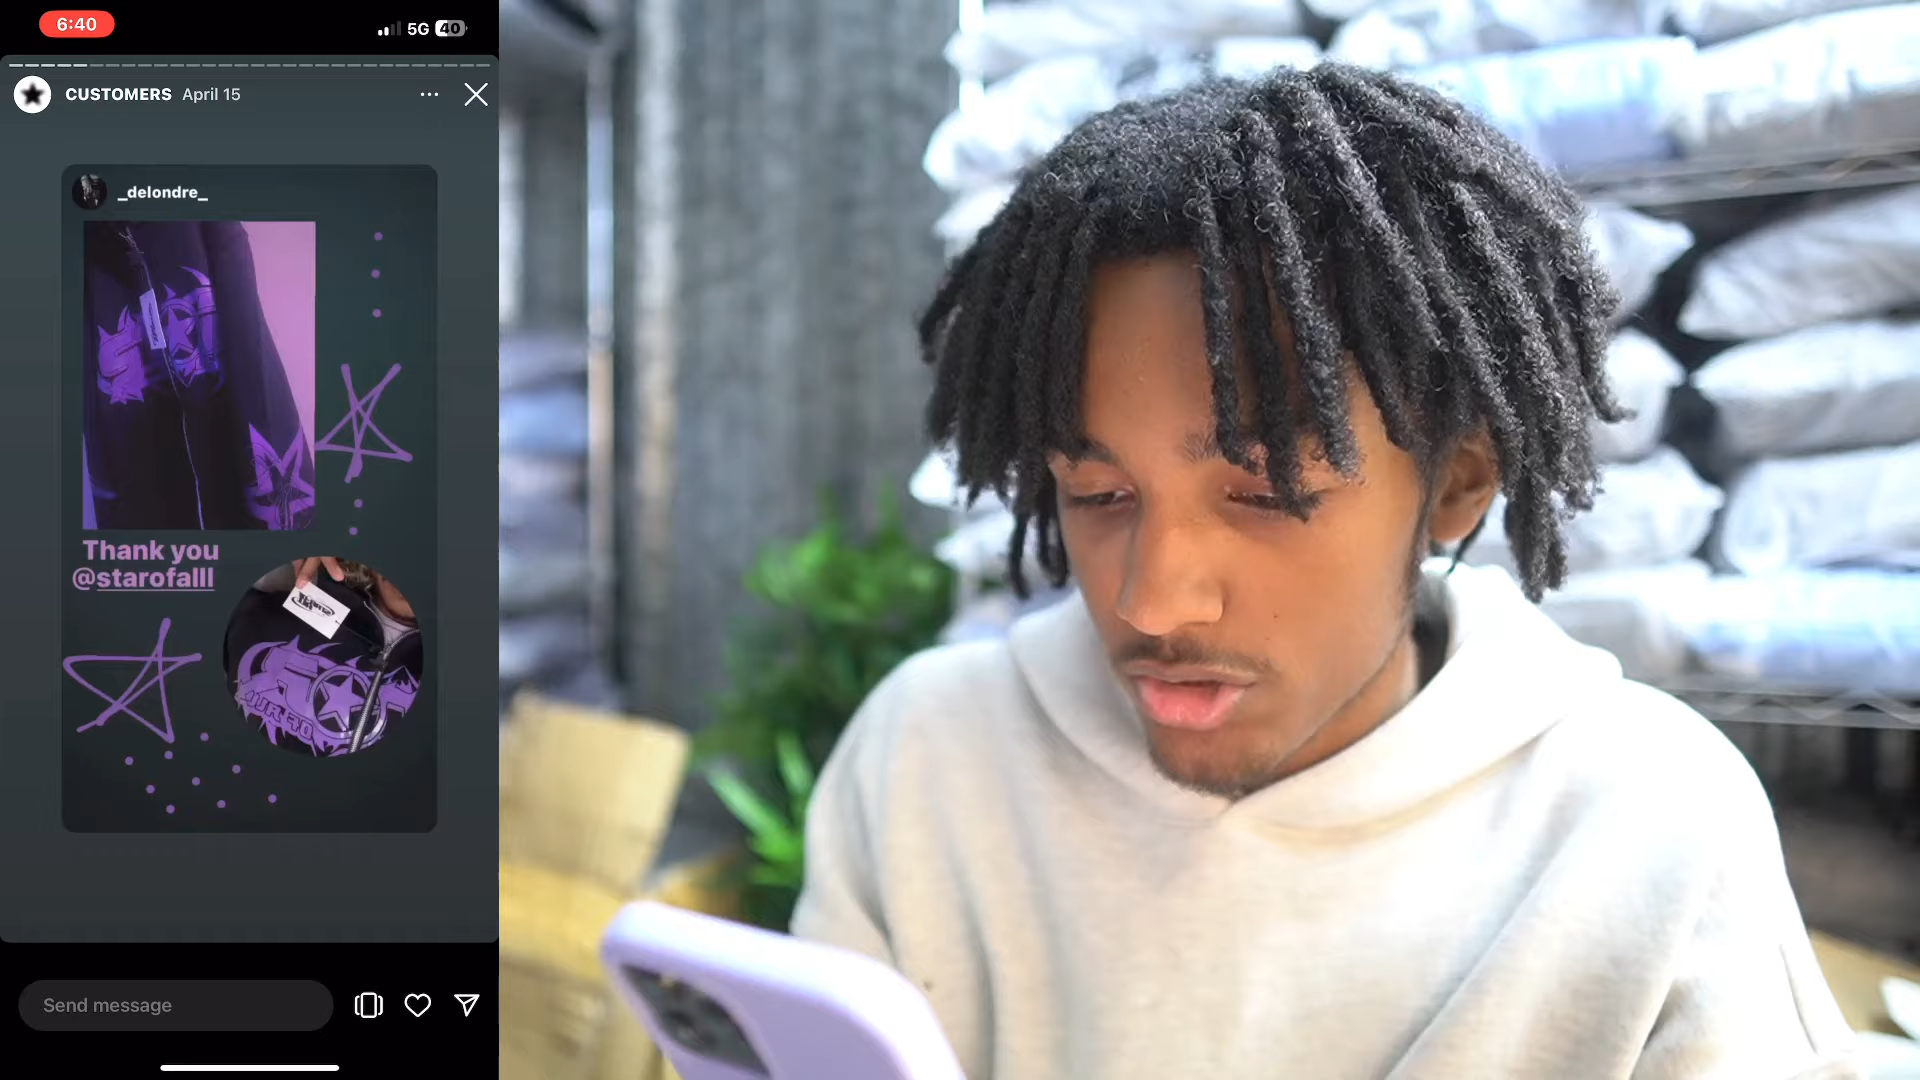 6:40
5G 40
CUSTOMERS April 15
_delondre_
Thank you
@starofalll
Send message